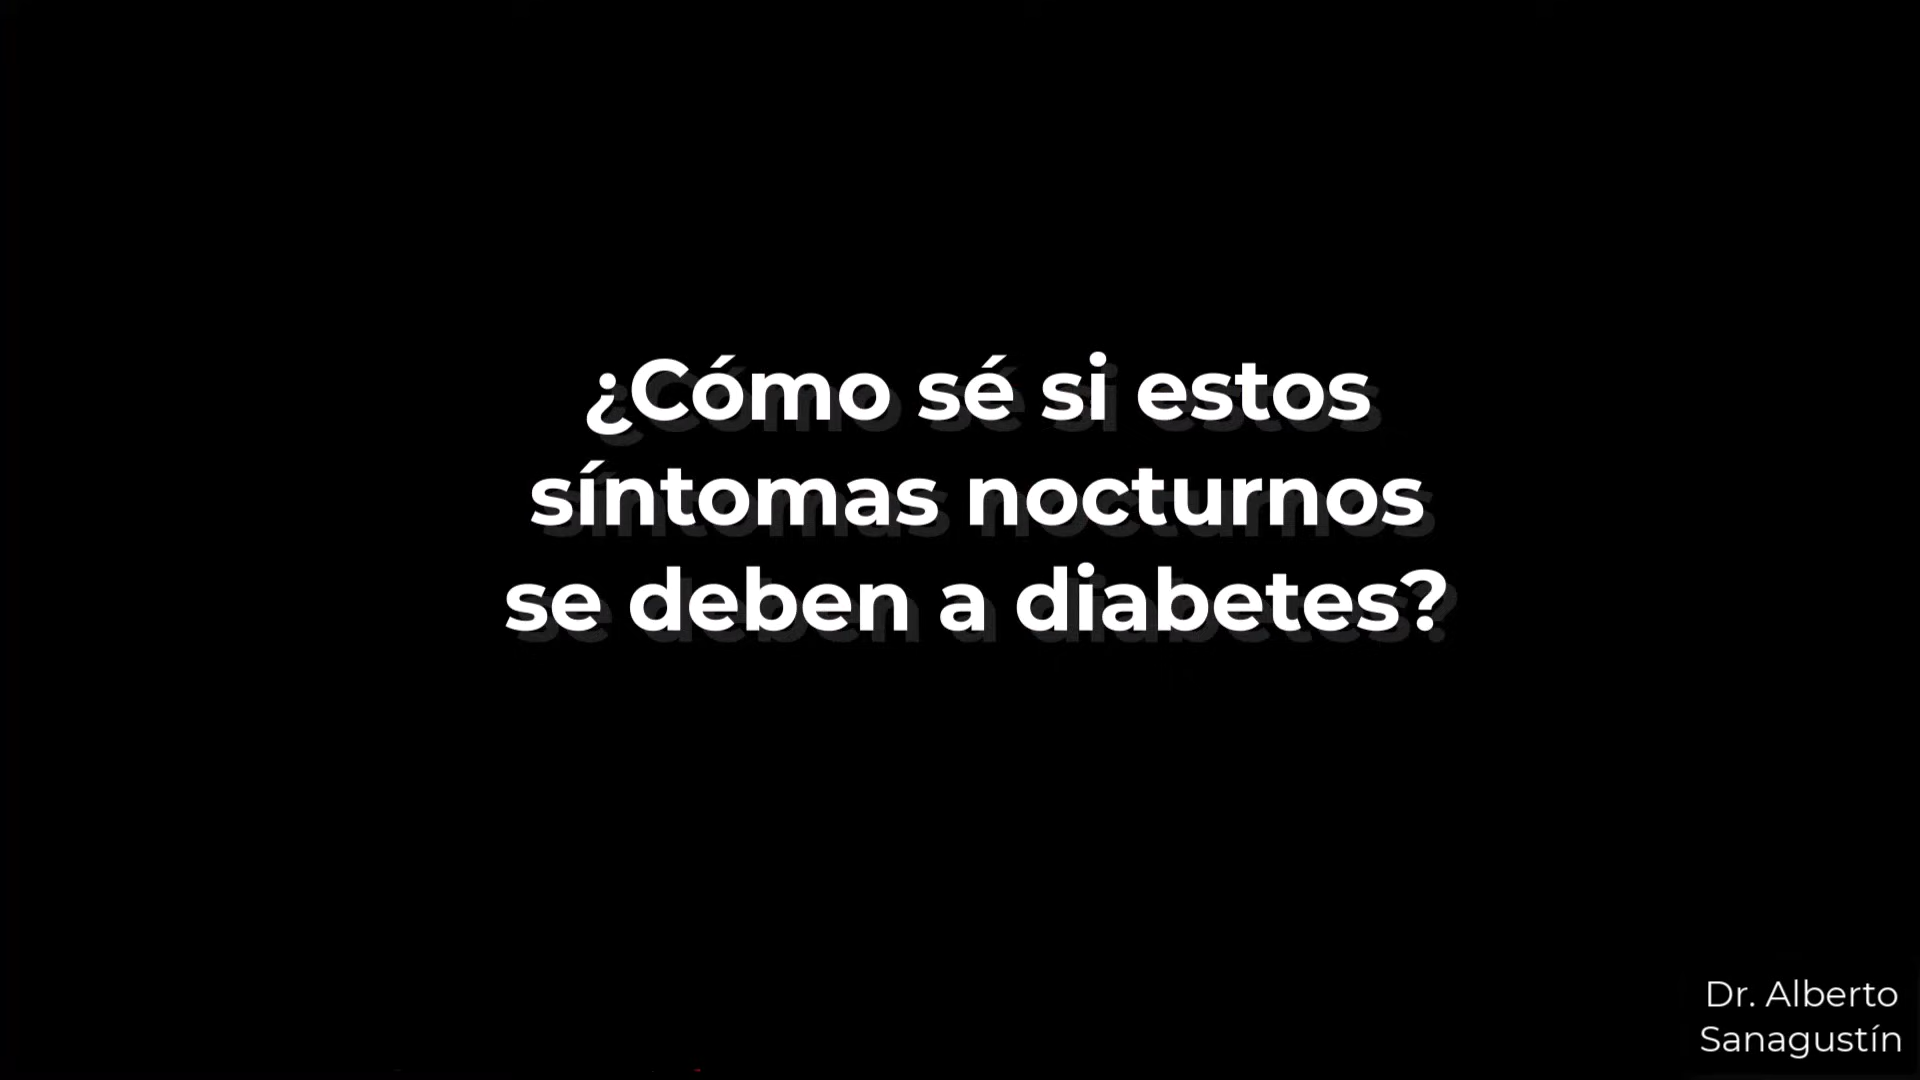 ¿Cómo sé si estos
síntomas nocturnos
se deben a diabetes?
Dr. Alberto
Sanagustín